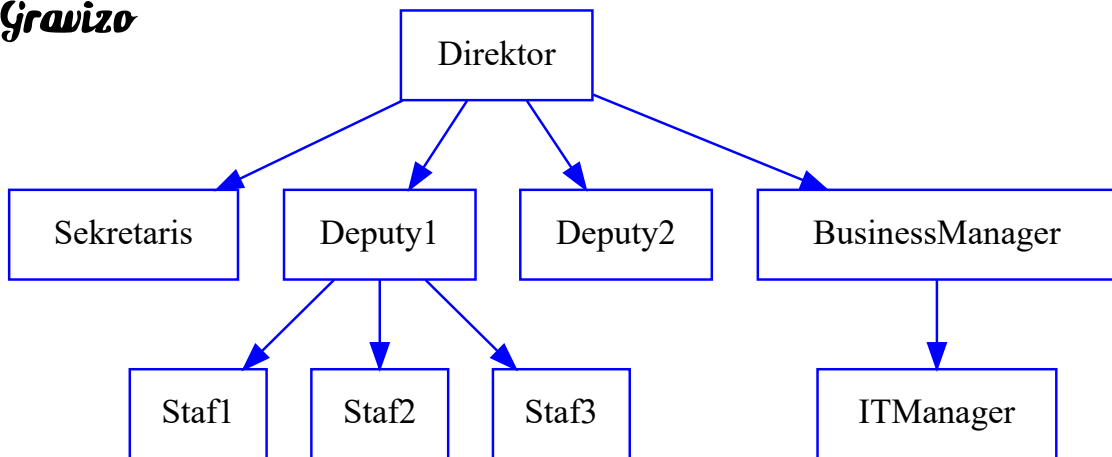 Gravizo
Direktor
Sekretaris
Deputy1
Deputy2
BusinessManager
Staf1
Staf2
Staf3
ITManager